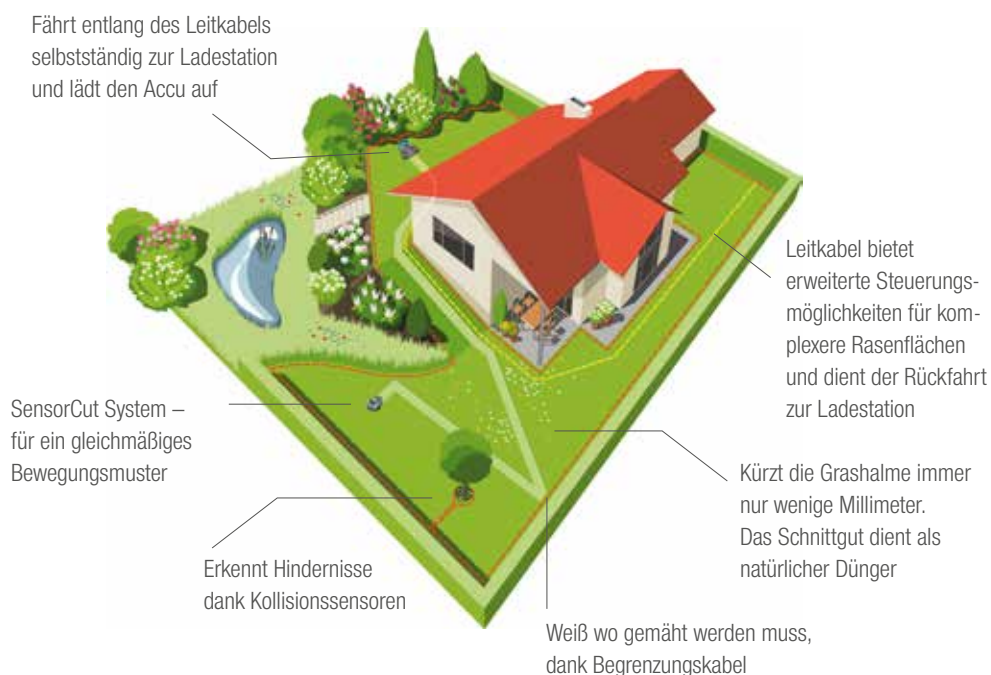 Fährt entlang des Leitkabels
selbstständig zur Ladestation
und lädt den Accu auf
Leitkabel bietet
erweiterte Steuerungs-
möglichkeiten für kom-
plexere Rasenflächen
und dient der Rückfahrt
zur Ladestation
SensorCut System –
für ein gleichmäßiges
Bewegungsmuster
Kürzt die Grashalme immer
nur wenige Millimeter.
Das Schnittgut dient als
natürlicher Dünger
Erkennt Hindernisse
dank Kollisionssensoren
Weiß wo gemäht werden muss,
dank Begrenzungskabel